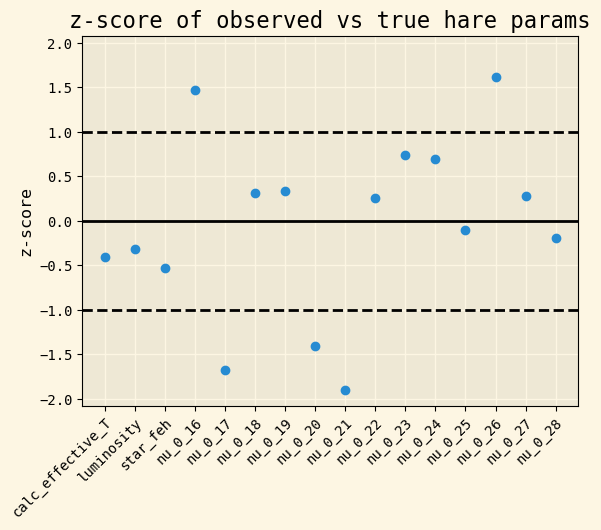 z-score of observed vs true hare params
z-score
2.0
1.5
1.0
0.5
0.0
−0.5
−1.0
−1.5
−2.0
calc_effective_T
luminosity
star_feh
nu_0_16
nu_0_17
nu_0_18
nu_0_19
nu_0_20
nu_0_21
nu_0_22
nu_0_23
nu_0_24
nu_0_25
nu_0_26
nu_0_27
nu_0_28